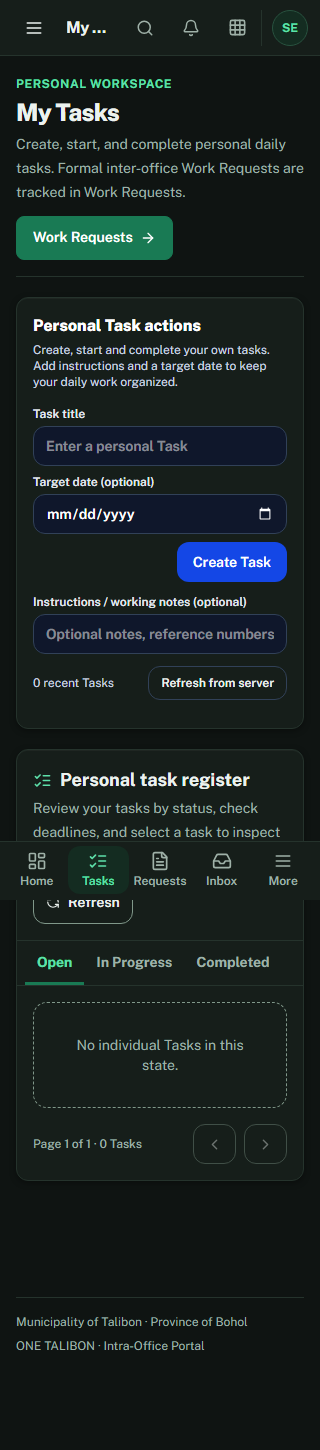 My ...
SE
PERSONAL WORKSPACE
My Tasks
Create, start, and complete personal daily
tasks. Formal inter-office Work Requests are
tracked in Work Requests.
Work Requests
Personal Task actions
Create, start and complete your own tasks.
Add instructions and a target date to keep
your daily work organized.
Task title
Enter a personal Task
Target date (optional)
mm/dd/yyyy
Create Task
Instructions / working notes (optional)
Optional notes, reference numbers
0 recent Tasks
Refresh from server
Personal task register
Review your tasks by status, check
deadlines, and select a task to inspect
Home
Tasks
Requests
Inbox
More
Refresh
Open
In Progress
Completed
No individual Tasks in this
state.
Page 1 of 1 · 0 Tasks
Municipality of Talibon · Province of Bohol
ONE TALIBON · Intra-Office Portal